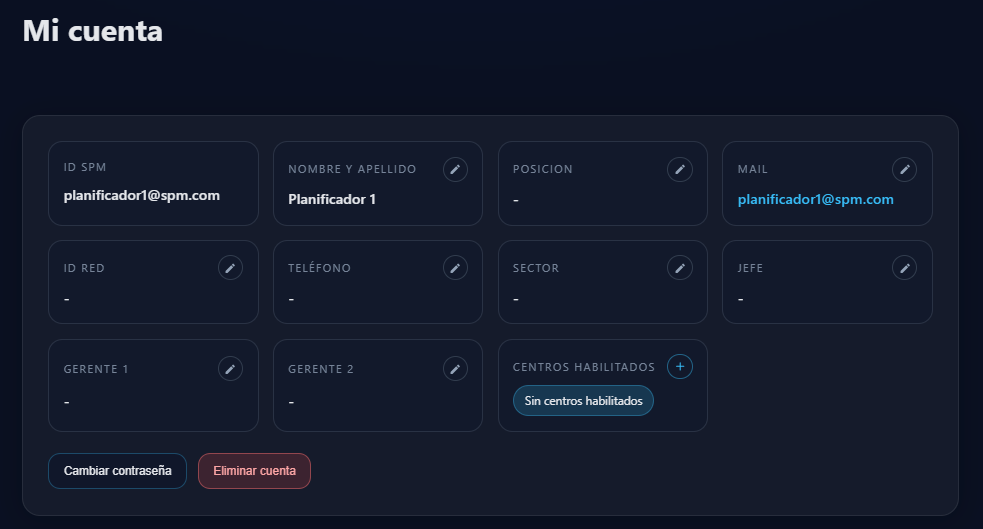 Mi cuenta
ID SPM
planificador1@spm.com
NOMBRE Y APELLIDO
Planificador 1
POSICION
-
MAIL
planificador1@spm.com
ID RED
-
TELÉFONO
-
SECTOR
-
JEFE
-
GERENTE 1
-
GERENTE 2
-
CENTROS HABILITADOS
+
Sin centros habilitados
Cambiar contraseña
Eliminar cuenta